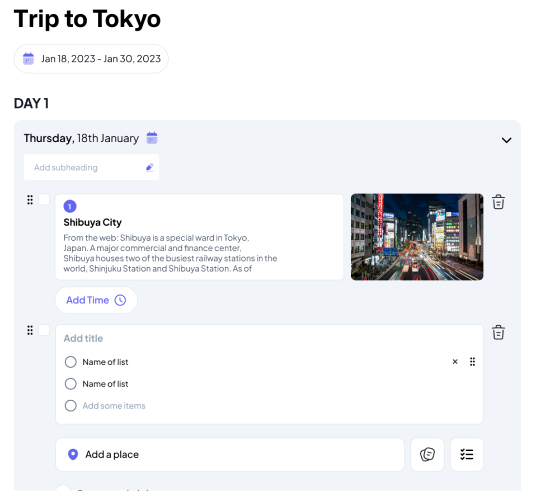 Trip to Tokyo
Jan 18, 2023 - Jan 30, 2023
DAY 1
Thursday, 18th January
Add subheading
1
Shibuya City
From the web: Shibuya is a special ward in Tokyo,
Japan. A major commercial and finance center,
Shibuya houses two of the busiest railway stations in the
world, Shinjuku Station and Shibuya Station. As of
Add Time
Add title
Name of list
Name of list
Add some items
Add a place